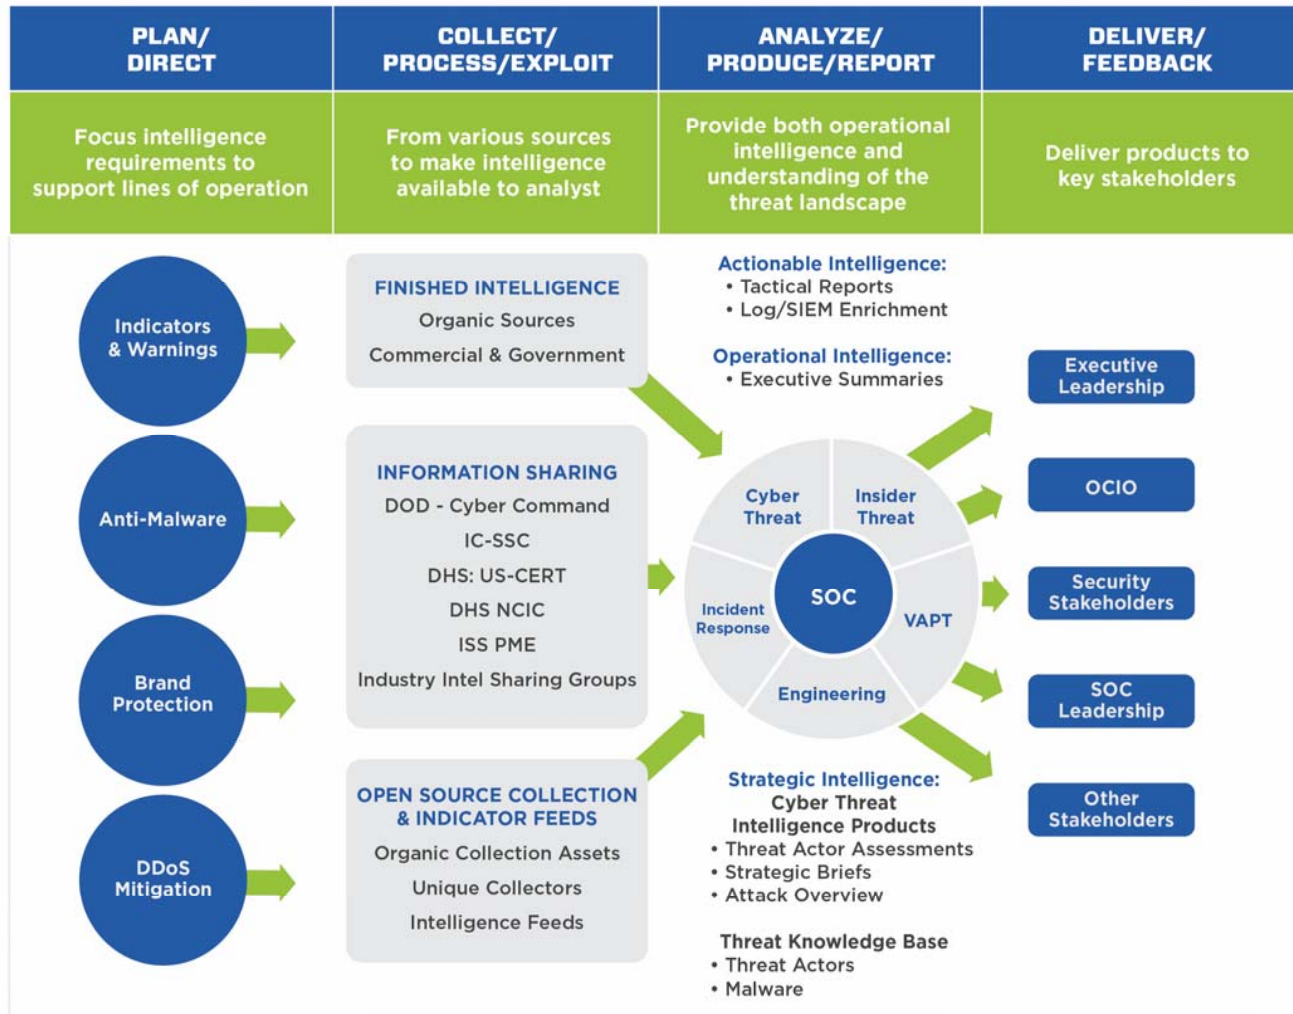 PLAN/
DIRECT
COLLECT/
PROCESS/EXPLOIT
ANALYZE/
PRODUCE/REPORT
DELIVER/
FEEDBACK
Focus intelligence
requirements to
support lines of operation
From various sources
to make intelligence
available to analyst
Provide both operational
intelligence and
understanding of the
threat landscape
Deliver products to
key stakeholders
Indicators
& Warnings
Anti-Malware
Brand
Protection
DDoS
Mitigation
FINISHED INTELLIGENCE
Organic Sources
Commercial & Government
INFORMATION SHARING
DOD - Cyber Command
IC-SSC
DHS: US-CERT
DHS NCIC
ISS PME
Industry Intel Sharing Groups
OPEN SOURCE COLLECTION
& INDICATOR FEEDS
Organic Collection Assets
Unique Collectors
Intelligence Feeds
Actionable Intelligence:
• Tactical Reports
• Log/SIEM Enrichment
Operational Intelligence:
• Executive Summaries
Cyber
Threat
Insider
Threat
Incident
Response
SOC
VAPT
Engineering
Strategic Intelligence:
Cyber Threat
Intelligence Products
• Threat Actor Assessments
• Strategic Briefs
• Attack Overview
Threat Knowledge Base
• Threat Actors
• Malware
Executive
Leadership
OCIO
Security
Stakeholders
SOC
Leadership
Other
Stakeholders